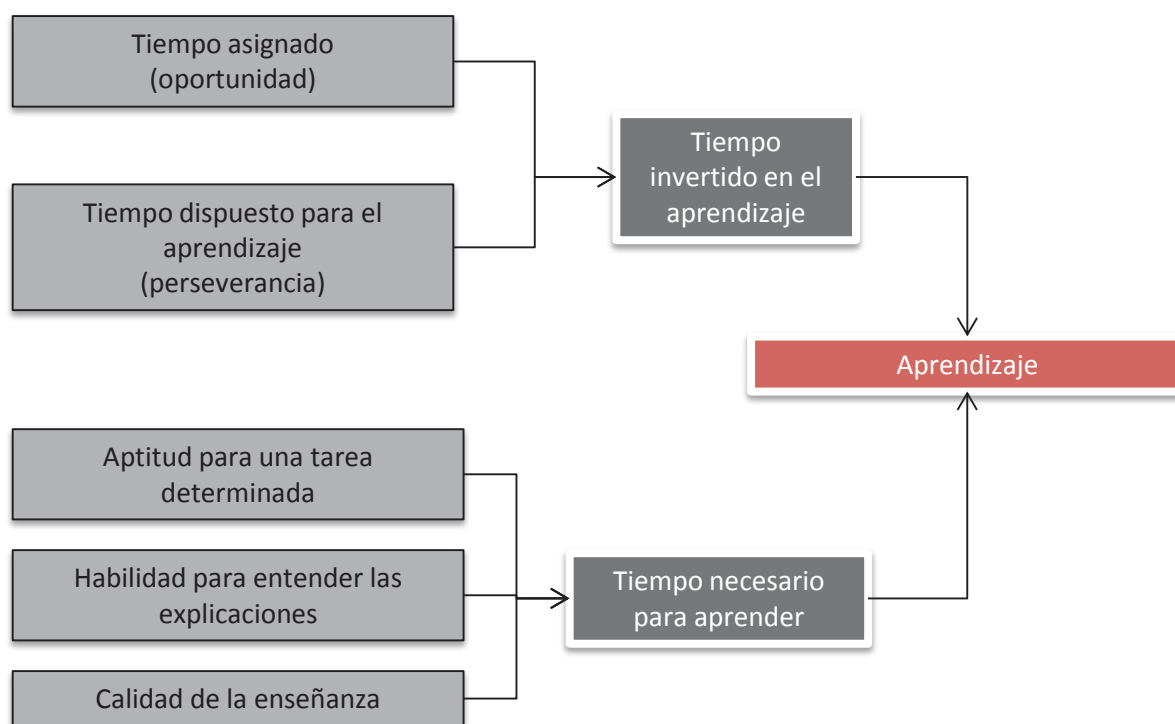 Tiempo asignado
(oportunidad)
Tiempo dispuesto para el
aprendizaje
(perseverancia)
Tiempo
invertido en el
aprendizaje
Aprendizaje
Aptitud para una tarea
determinada
Habilidad para entender las
explicaciones
Calidad de la enseñanza
Tiempo necesario
para aprender